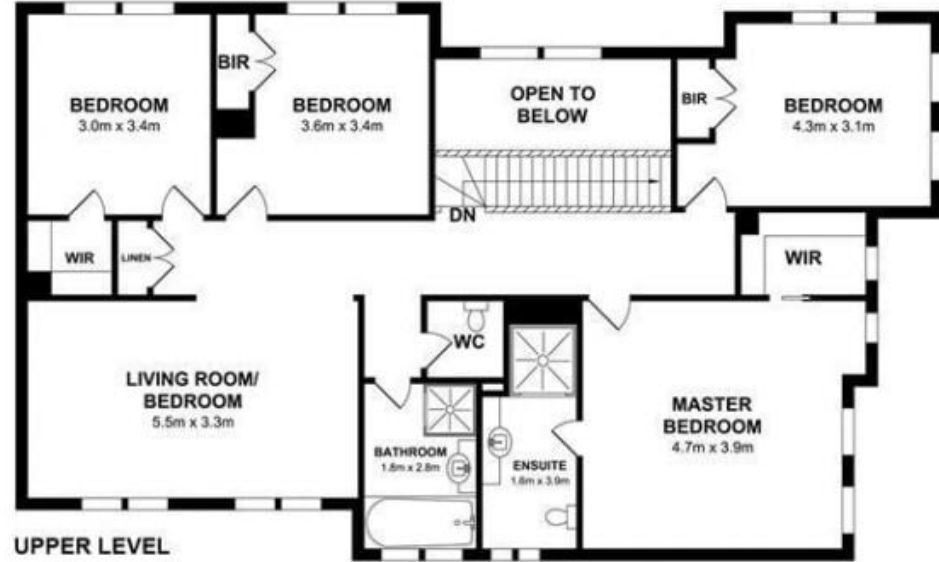 BEDROOM
3.0m x 3.4m
BIR
BEDROOM
3.6m x 3.4m
OPEN TO
BELOW
BIR
BEDROOM
4.3m x 3.1m
DN
WIR
LINEN
WIR
WC
LIVING ROOM/
BEDROOM
5.5m x 3.3m
MASTER
BEDROOM
4.7m x 3.9m
BATHROOM
1.8m x 2.8m
ENSUITE
1.6m x 3.9m
UPPER LEVEL